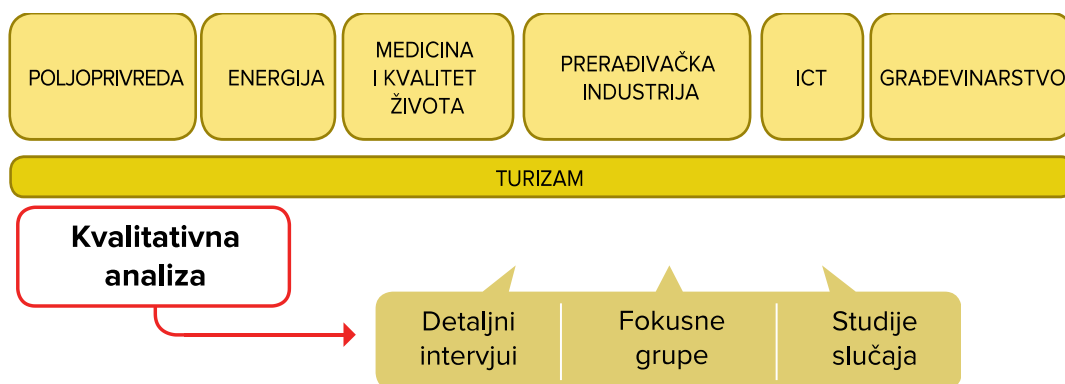 POLJOPRIVREDA
ENERGIJA
MEDICINA
I KVALITET
ŽIVOTA
PRERAĐIVAČKA
INDUSTRIJA
ICT
GRAĐEVINARSTVO
TURIZAM
Kvalitativna
analiza
Detaljni
intervjui
Fokusne
grupe
Studije
slučaja